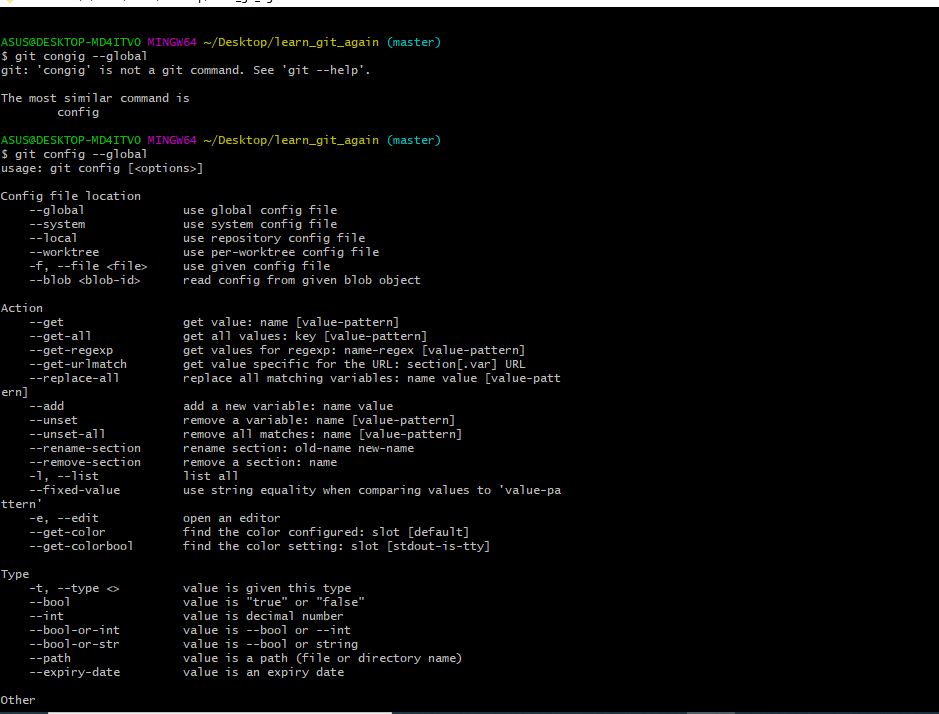 ASUS@DESKTOP-MD4ITVO MINGW64 ~/Desktop/learn_git_again (master)
$ git congig --global
git: 'congig' is not a git command. See 'git --help'.

The most similar command is
        config

ASUS@DESKTOP-MD4ITVO MINGW64 ~/Desktop/learn_git_again (master)
$ git config --global
usage: git config [<options>]

Config file location
    --global              use global config file
    --system              use system config file
    --local               use repository config file
    --worktree            use per-worktree config file
    -f, --file <file>     use given config file
    --blob <blob-id>      read config from given blob object

Action
    --get                 get value: name [value-pattern]
    --get-all             get all values: key [value-pattern]
    --get-regexp          get values for regexp: name-regex [value-pattern]
    --get-urlmatch        get value specific for the URL: section[.var] URL
    --replace-all         replace all matching variables: name value [value-patt
ern]
    --add                 add a new variable: name value
    --unset               remove a variable: name [value-pattern]
    --unset-all           remove all matches: name [value-pattern]
    --rename-section      rename section: old-name new-name
    --remove-section      remove a section: name
    -l, --list            list all
    --fixed-value         use string equality when comparing values to 'value-pa
ttern'
    -e, --edit            open an editor
    --get-color           find the color configured: slot [default]
    --get-colorbool       find the color setting: slot [stdout-is-tty]

Type
    -t, --type <>         value is given this type
    --bool                value is "true" or "false"
    --int                 value is decimal number
    --bool-or-int         value is --bool or --int
    --bool-or-str         value is --bool or string
    --path                value is a path (file or directory name)
    --expiry-date         value is an expiry date

Other